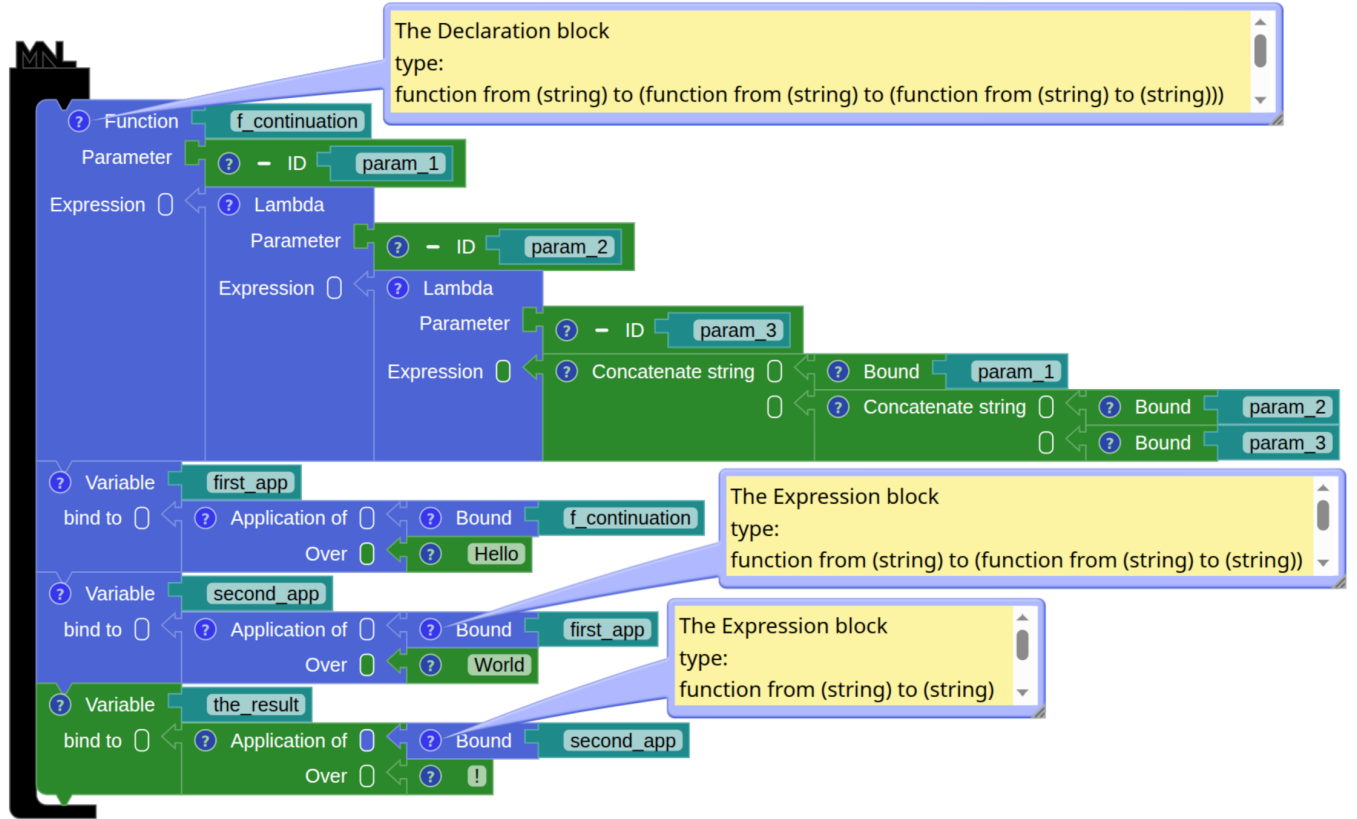 The Declaration block
type:
function from (string) to (function from (string) to (function from (string) to (string)))
MNL
? Function f_continuation
Parameter ? − ID param_1
Expression ? Lambda
Parameter ? − ID param_2
Expression ? Lambda
Parameter ? − ID param_3
Expression ? Concatenate string ? Bound param_1
? Concatenate string ? Bound param_2
? Bound param_3
? Variable first_app
bind to ? Application of ? Bound f_continuation
Over ? Hello
The Expression block
type:
function from (string) to (function from (string) to (string))
? Variable second_app
bind to ? Application of ? Bound first_app
Over ? World
The Expression block
type:
function from (string) to (string)
? Variable the_result
bind to ? Application of ? Bound second_app
Over ? !